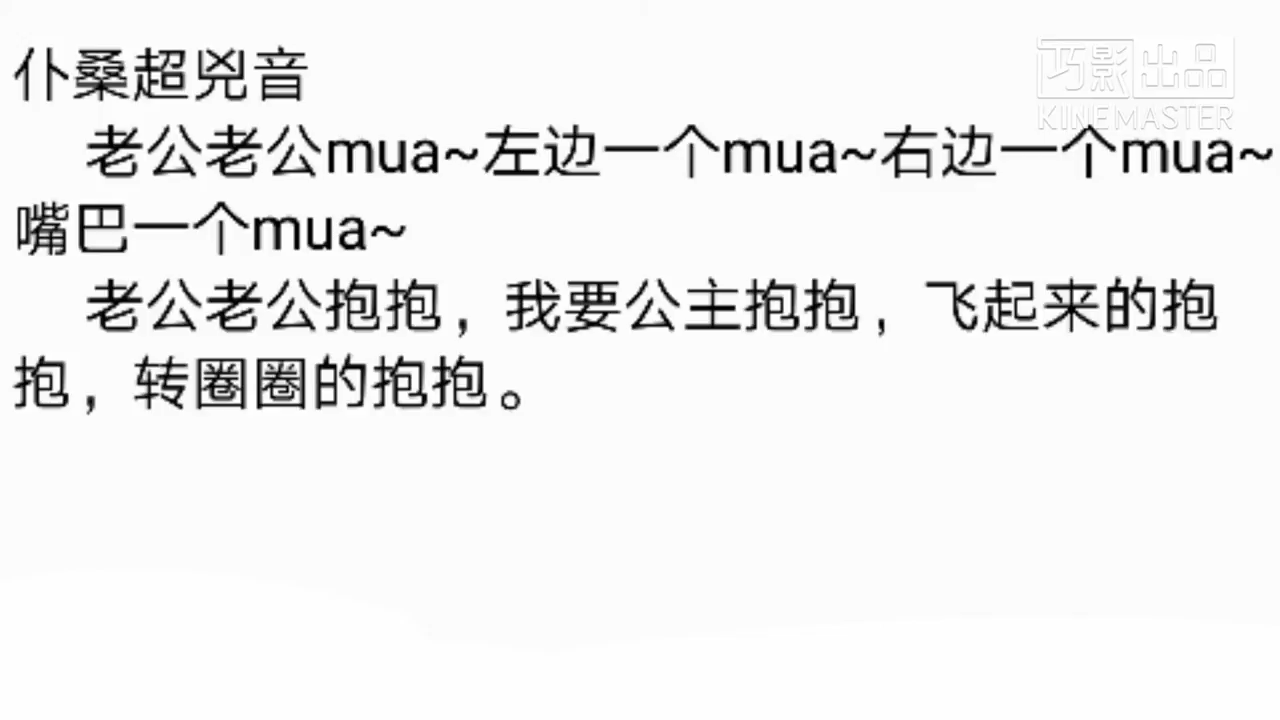 仆桑超兇音
巧影出品
KINEMASTER
老公老公mua~左边一个mua~右边一个mua~
嘴巴一个mua~
老公老公抱抱，我要公主抱抱，飞起来的抱
抱，转圈圈的抱抱。